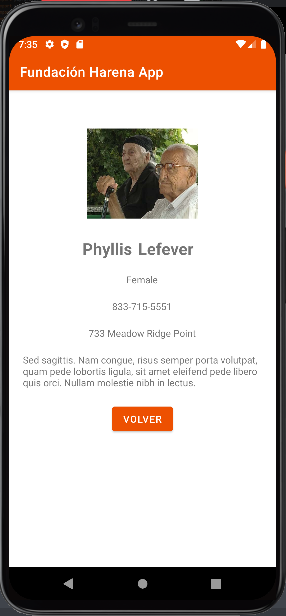 7:35
Fundación Harena App
Phyllis Lefever
Female
833-715-5551
733 Meadow Ridge Point
Sed sagittis. Nam congue, risus semper porta volutpat,
quam pede lobortis ligula, sit amet eleifend pede libero
quis orci. Nullam molestie nibh in lectus.
VOLVER